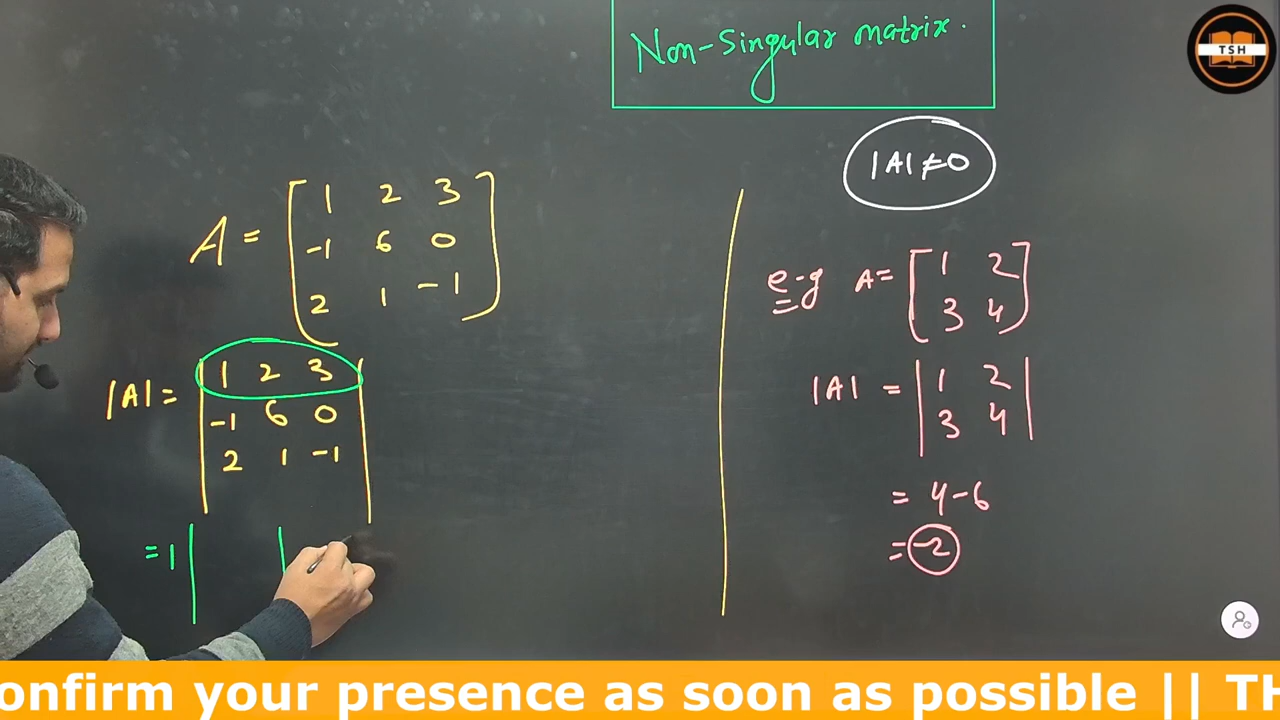 Non-Singular matrix.
TSH
|A| ≠ 0
A = [ 1 2 3
-1 6 0
2 1 -1 ]
|A| = | 1 2 3
-1 6 0
2 1 -1 |
= 1 | |
e-g A = [ 1 2
3 4 ]
|A| = | 1 2
3 4 |
= 4-6
= -2
onfirm your presence as soon as possible || TH